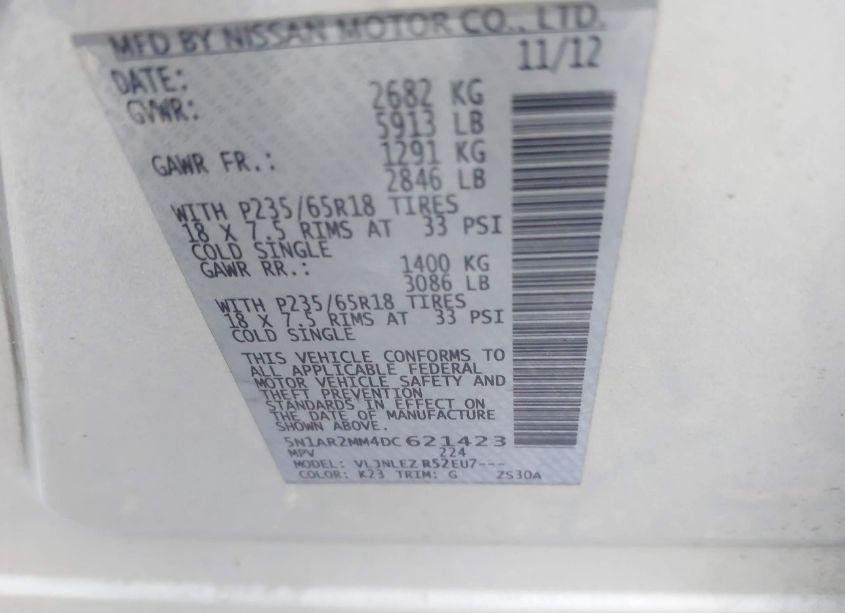 MFD BY NISSAN MOTOR CO., LTD.
DATE: 11/12
GVWR: 2682 KG
5913 LB
GAWR FR.: 1291 KG
2846 LB
WITH P235/65R18 TIRES
18 X 7.5 RIMS AT 33 PSI
COLD SINGLE
GAWR RR.: 1400 KG
3086 LB
WITH P235/65R18 TIRES
18 X 7.5 RIMS AT 33 PSI
COLD SINGLE
THIS VEHICLE CONFORMS TO
ALL APPLICABLE FEDERAL
MOTOR VEHICLE SAFETY AND
THEFT PREVENTION
STANDARDS IN EFFECT ON
THE DATE OF MANUFACTURE
SHOWN ABOVE.
5N1AR2MM4DC621423
MPV 224
MODEL: VLJNLEZ R52EU7---
COLOR: K23 TRIM: G ZS30A